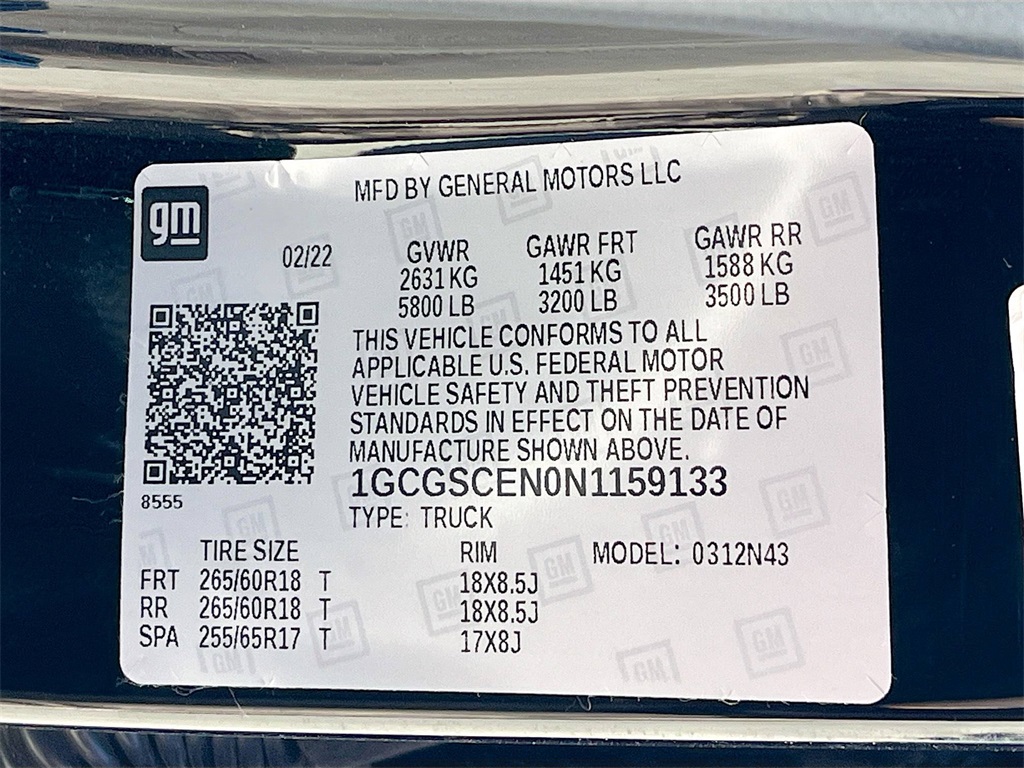 MFD BY GENERAL MOTORS LLC
gm
02/22
GVWR GAWR FRT GAWR RR
2631 KG 1451 KG 1588 KG
5800 LB 3200 LB 3500 LB
THIS VEHICLE CONFORMS TO ALL
APPLICABLE U.S. FEDERAL MOTOR
VEHICLE SAFETY AND THEFT PREVENTION
STANDARDS IN EFFECT ON THE DATE OF
MANUFACTURE SHOWN ABOVE.
1GCGSCEN0N1159133
8555
TYPE: TRUCK
TIRE SIZE RIM MODEL: 0312N43
FRT 265/60R18 T 18X8.5J
RR 265/60R18 T 18X8.5J
SPA 255/65R17 T 17X8J